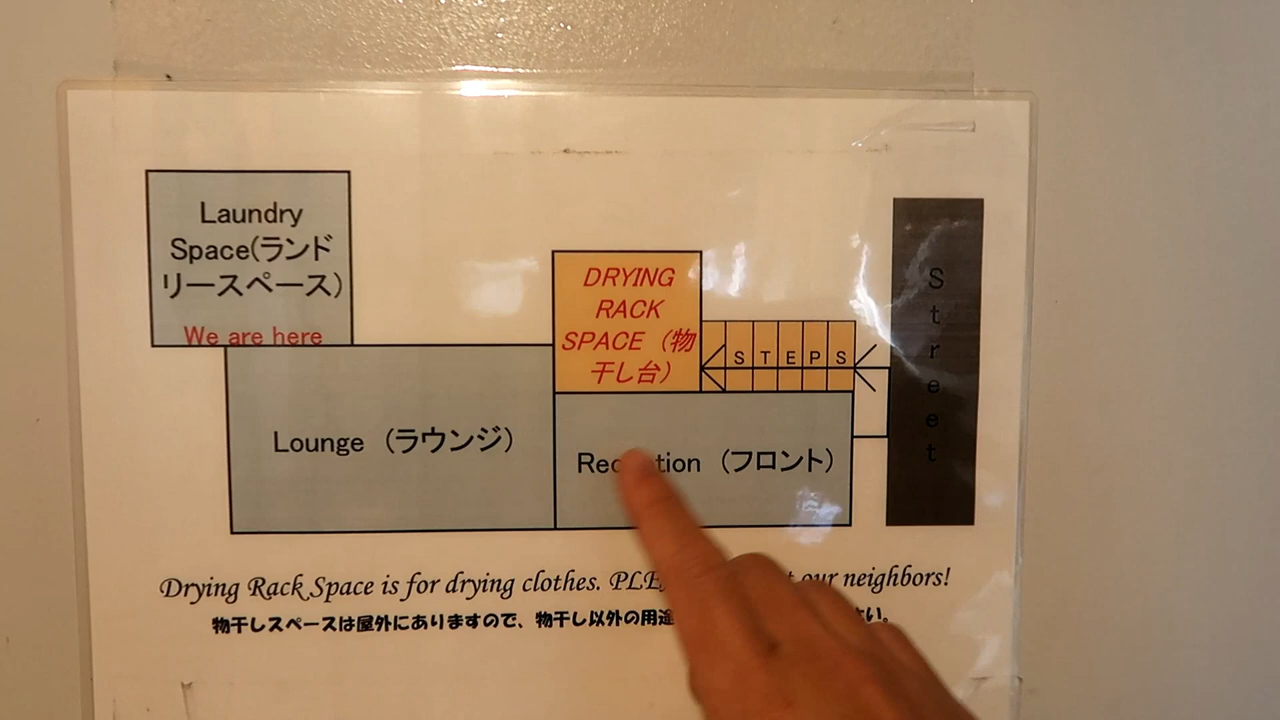 Laundry
Space(ランド
リースペース)
We are here
DRYING
RACK
SPACE（物
干し台）
STEPS
Street
Lounge （ラウンジ）
（フロント）
Drying Rack Space is for drying clothes. our neighbors!
物干しスペースは屋外にありますので、物干し以外の用途